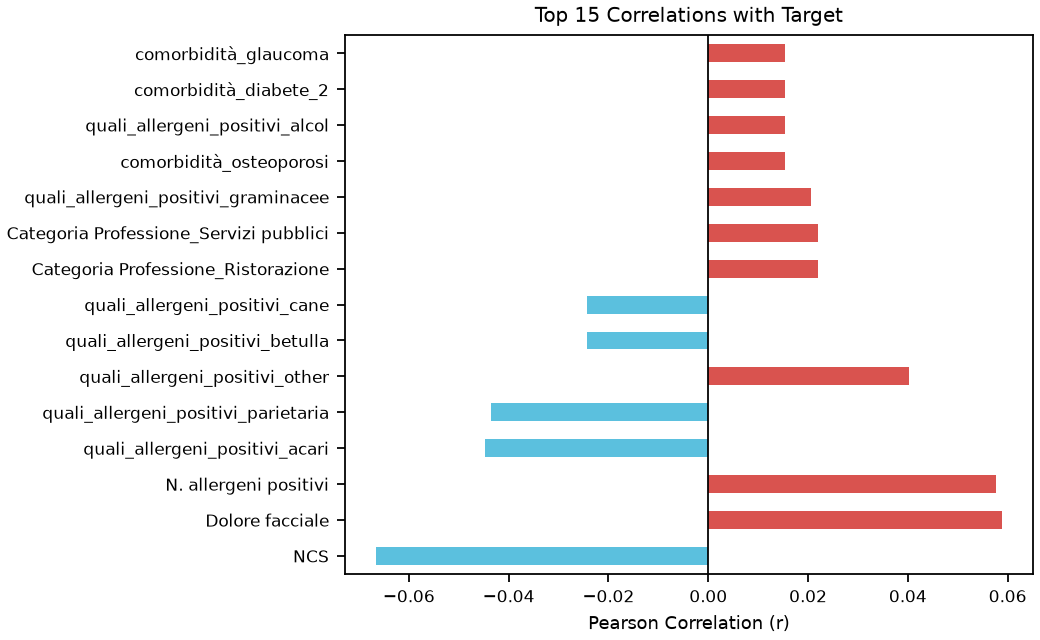 Top 15 Correlations with Target
comorbidità_glaucoma
comorbidità_diabete_2
quali_allergeni_positivi_alcol
comorbidità_osteoporosi
quali_allergeni_positivi_graminacee
Categoria Professione_Servizi pubblici
Categoria Professione_Ristorazione
quali_allergeni_positivi_cane
quali_allergeni_positivi_betulla
quali_allergeni_positivi_other
quali_allergeni_positivi_parietaria
quali_allergeni_positivi_acari
N. allergeni positivi
Dolore facciale
NCS
−0.06 −0.04 −0.02 0.00 0.02 0.04 0.06
Pearson Correlation (r)